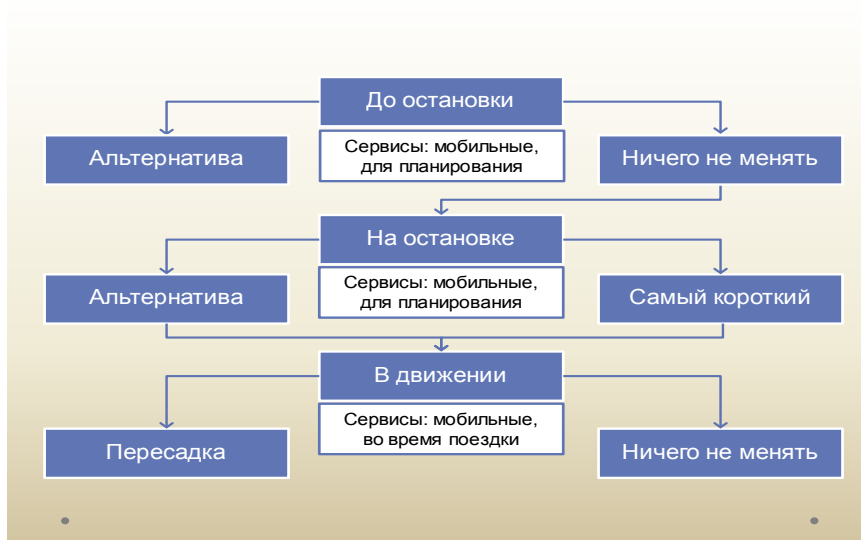 До остановки
Альтернатива
Сервисы: мобильные,
для планирования
Ничего не менять
На остановке
Альтернатива
Сервисы: мобильные,
для планирования
Самый короткий
В движении
Пересадка
Сервисы: мобильные,
во время поездки
Ничего не менять